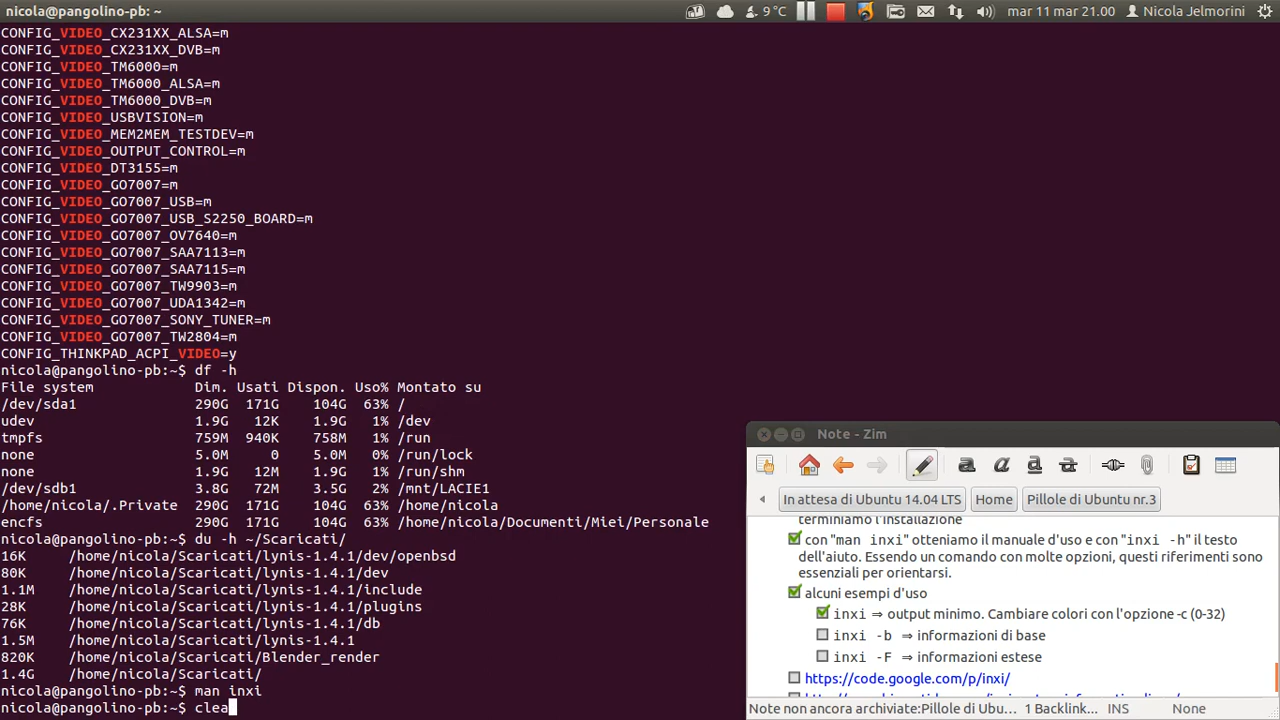 nicola@pangolino-pb: ~
9 °C
mar 11 mar 21.00
Nicola Jelmorini
CONFIG_VIDEO_CX231XX_ALSA=m
CONFIG_VIDEO_CX231XX_DVB=m
CONFIG_VIDEO_TM6000=m
CONFIG_VIDEO_TM6000_ALSA=m
CONFIG_VIDEO_TM6000_DVB=m
CONFIG_VIDEO_USBVISION=m
CONFIG_VIDEO_MEM2MEM_TESTDEV=m
CONFIG_VIDEO_OUTPUT_CONTROL=m
CONFIG_VIDEO_DT3155=m
CONFIG_VIDEO_GO7007=m
CONFIG_VIDEO_GO7007_USB=m
CONFIG_VIDEO_GO7007_USB_S2250_BOARD=m
CONFIG_VIDEO_GO7007_OV7640=m
CONFIG_VIDEO_GO7007_SAA7113=m
CONFIG_VIDEO_GO7007_SAA7115=m
CONFIG_VIDEO_GO7007_TW9903=m
CONFIG_VIDEO_GO7007_UDA1342=m
CONFIG_VIDEO_GO7007_SONY_TUNER=m
CONFIG_VIDEO_GO7007_TW2804=m
CONFIG_THINKPAD_ACPI_VIDEO=y
nicola@pangolino-pb:~$ df -h
File system Dim. Usati Dispon. Uso% Montato su
/dev/sda1 290G 171G 104G 63% /
udev 1.9G 12K 1.9G 1% /dev
tmpfs 759M 940K 758M 1% /run
none 5.0M 0 5.0M 0% /run/lock
none 1.9G 12M 1.9G 1% /run/shm
/dev/sdb1 3.8G 72M 3.5G 2% /mnt/LACIE1
/home/nicola/.Private 290G 171G 104G 63% /home/nicola
encfs 290G 171G 104G 63% /home/nicola/Documenti/Miei/Personale
nicola@pangolino-pb:~$ du -h ~/Scaricati/
16K /home/nicola/Scaricati/lynis-1.4.1/dev/openbsd
80K /home/nicola/Scaricati/lynis-1.4.1/dev
1.1M /home/nicola/Scaricati/lynis-1.4.1/include
28K /home/nicola/Scaricati/lynis-1.4.1/plugins
76K /home/nicola/Scaricati/lynis-1.4.1/db
1.5M /home/nicola/Scaricati/lynis-1.4.1
820K /home/nicola/Scaricati/Blender_render
1.4G /home/nicola/Scaricati/
nicola@pangolino-pb:~$ man inxi
nicola@pangolino-pb:~$ clea
Note - Zim
In attesa di Ubuntu 14.04 LTS
Home
Pillole di Ubuntu nr.3
terminiamo l'installazione
con "man inxi" otteniamo il manuale d'uso e con "inxi -h" il testo
dell'aiuto. Essendo un comando con molte opzioni, questi riferimenti sono
essenziali per orientarsi.
alcuni esempi d'uso
inxi ⇒ output minimo. Cambiare colori con l'opzione -c (0-32)
inxi -b ⇒ informazioni di base
inxi -F ⇒ informazioni estese
https://code.google.com/p/inxi/
Note non ancora archiviate:Pillole di Ubu...
1 Backlink...
INS
None